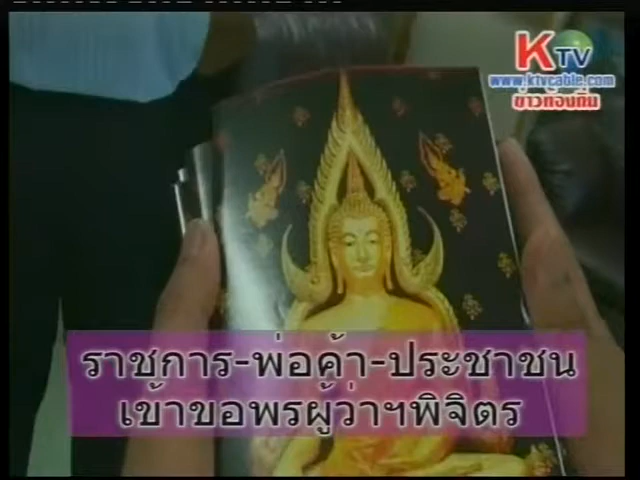 KTV
www.ktvcable.com
ข่าวท้องถิ่น
ราชการ-พ่อค้า-ประชาชน
เข้าขอพรผู้ว่าฯพิจิตร